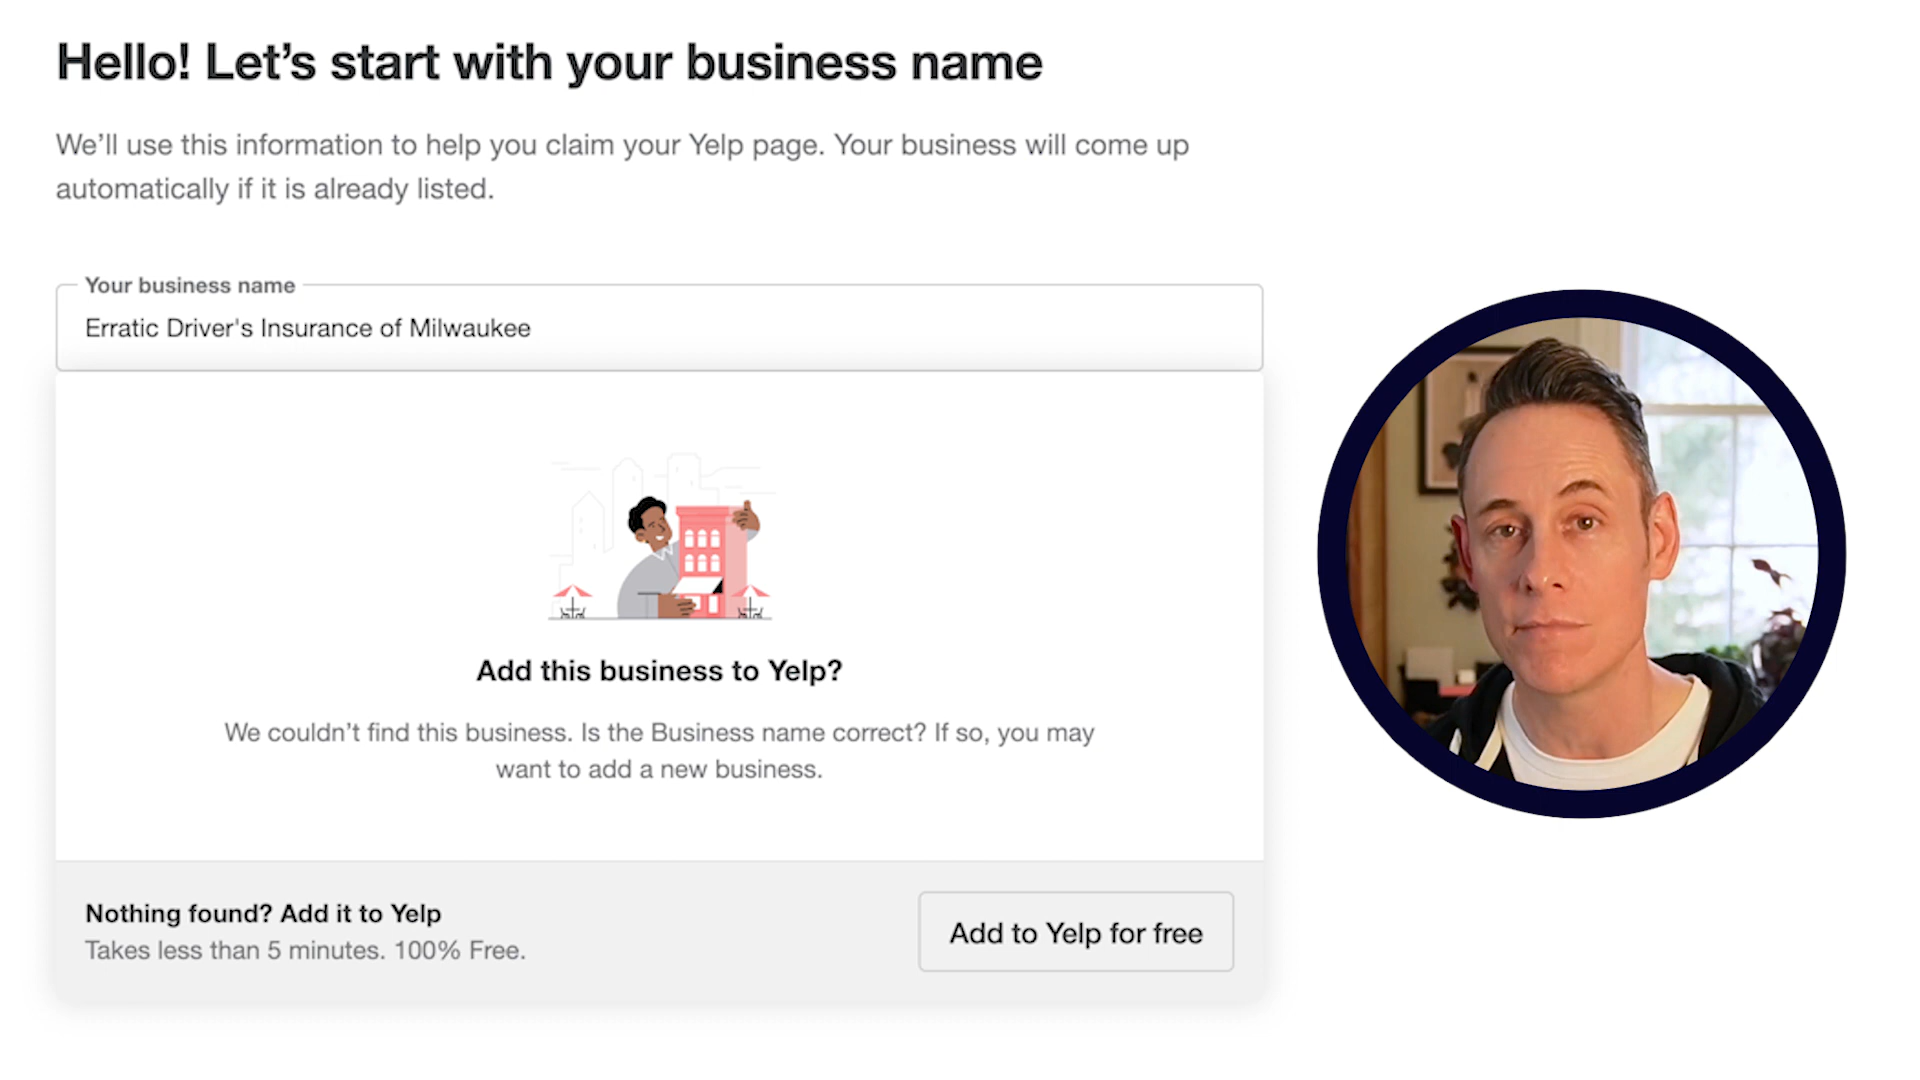 Hello! Let’s start with your business name
We’ll use this information to help you claim your Yelp page. Your business will come up
automatically if it is already listed.
Your business name
Erratic Driver's Insurance of Milwaukee
Add this business to Yelp?
We couldn’t find this business. Is the Business name correct? If so, you may
want to add a new business.
Nothing found? Add it to Yelp
Takes less than 5 minutes. 100% Free.
Add to Yelp for free